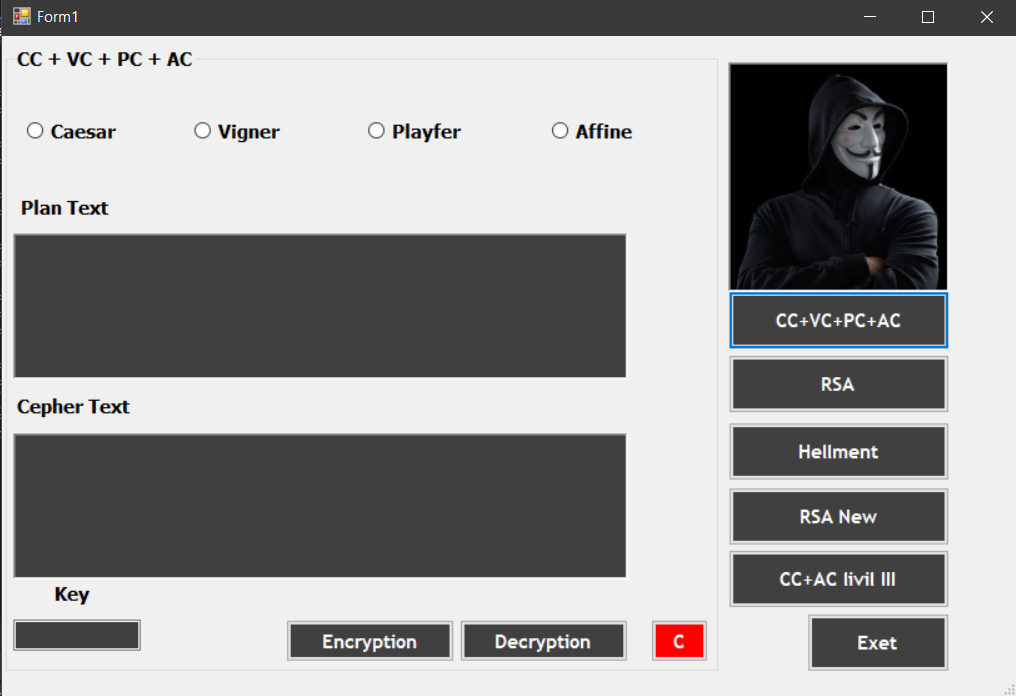 Form1
CC + VC + PC + AC
Caesar Vigner Playfer Affine
Plan Text
Cepher Text
Key
Encryption Decryption C
CC+VC+PC+AC
RSA
Hellment
RSA New
CC+AC livil III
Exet